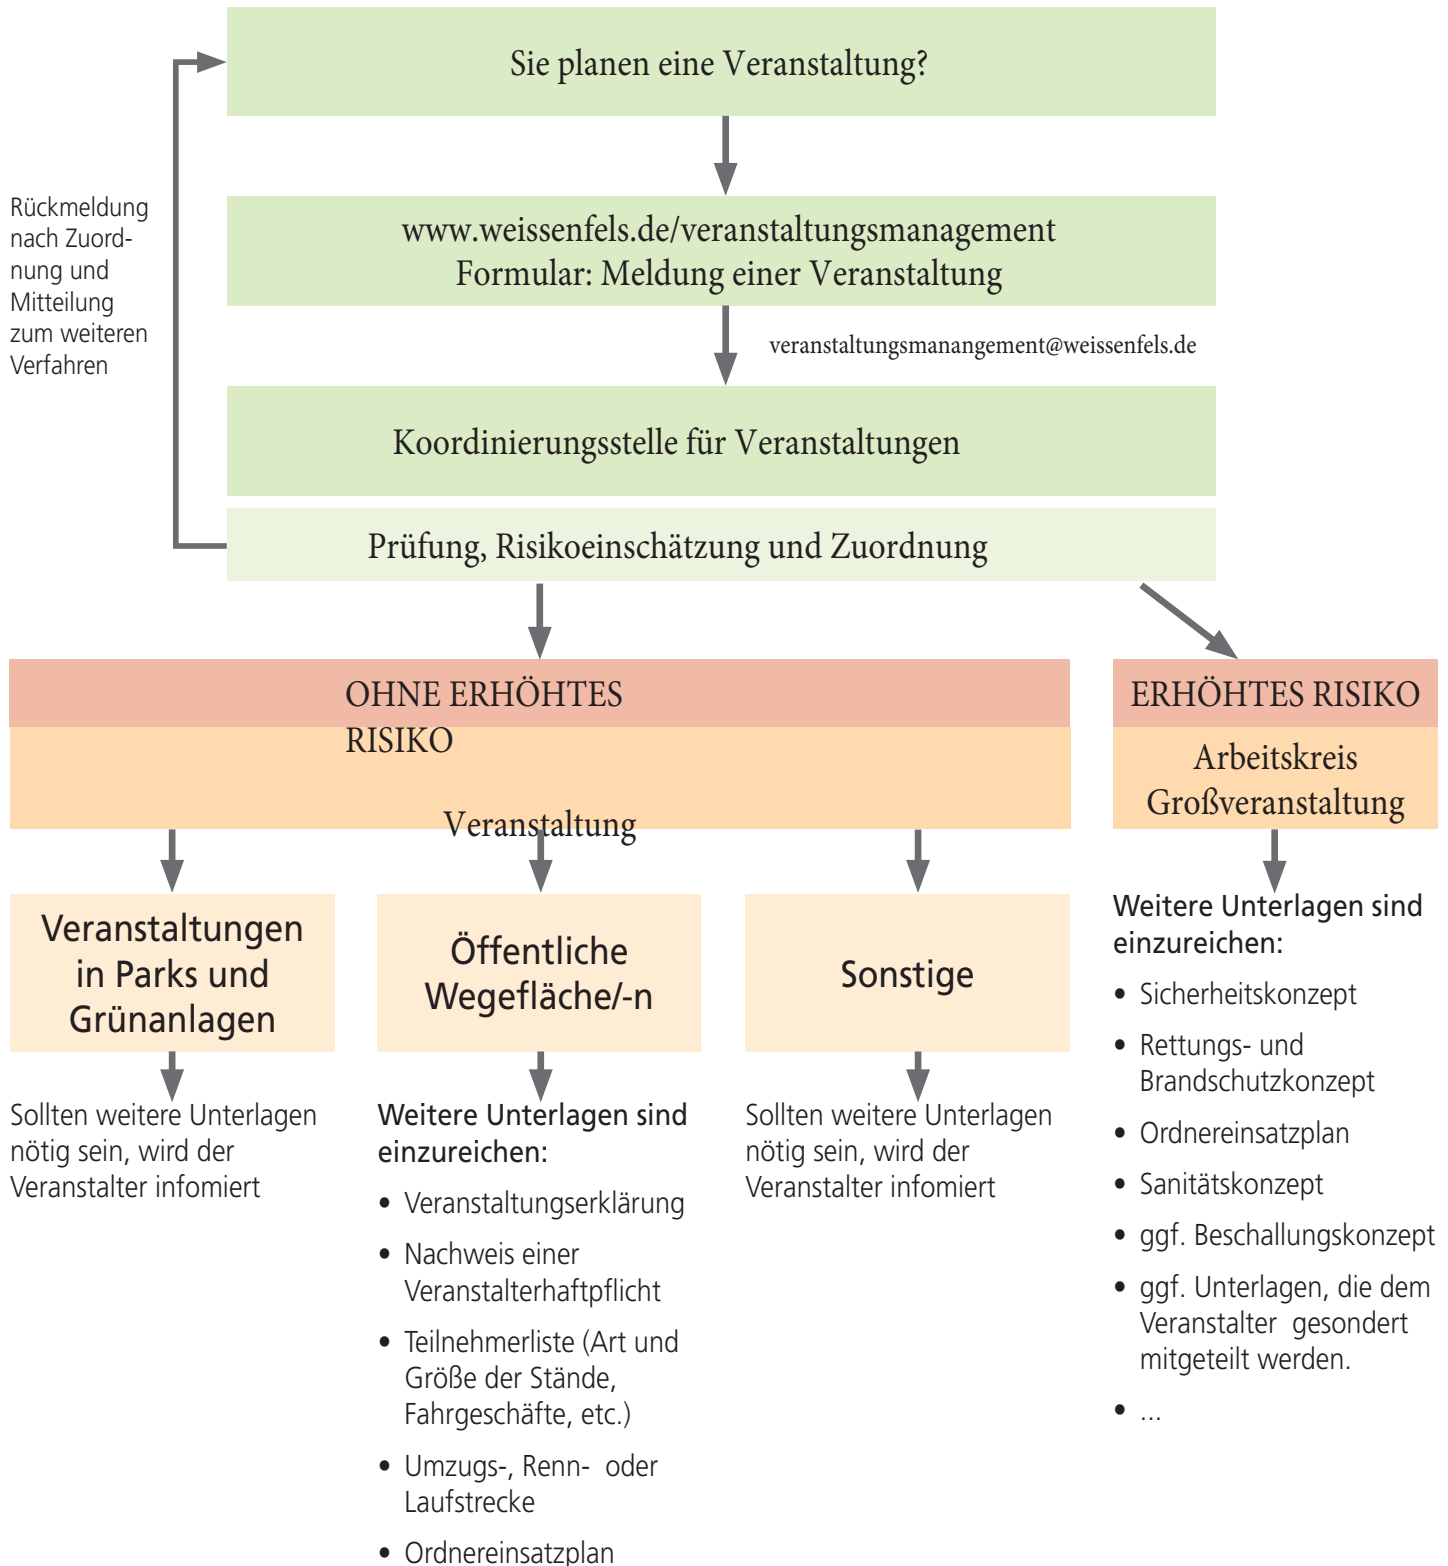 Sie planen eine Veranstaltung?
Rückmeldung
nach Zuord-
nung und
Mitteilung
zum weiteren
Verfahren
www.weissenfels.de/veranstaltungsmanagement
Formular: Meldung einer Veranstaltung
veranstaltungsmanangement@weissenfels.de
Koordinierungsstelle für Veranstaltungen
Prüfung, Risikoeinschätzung und Zuordnung
OHNE ERHÖHTES
RISIKO
Veranstaltung
ERHÖHTES RISIKO
Arbeitskreis
Großveranstaltung
Veranstaltungen
in Parks und
Grünanlagen
Sollten weitere Unterlagen
nötig sein, wird der
Veranstalter infomiert
Öffentliche
Wegefläche/-n
Weitere Unterlagen sind
einzureichen:
• Veranstaltungserklärung
• Nachweis einer
Veranstalterhaftpflicht
• Teilnehmerliste (Art und
Größe der Stände,
Fahrgeschäfte, etc.)
• Umzugs-, Renn- oder
Laufstrecke
• Ordnereinsatzplan
Sonstige
Sollten weitere Unterlagen
nötig sein, wird der
Veranstalter infomiert
Weitere Unterlagen sind
einzureichen:
• Sicherheitskonzept
• Rettungs- und
Brandschutzkonzept
• Ordnereinsatzplan
• Sanitätskonzept
• ggf. Beschallungskonzept
• ggf. Unterlagen, die dem
Veranstalter gesondert
mitgeteilt werden.
• ...